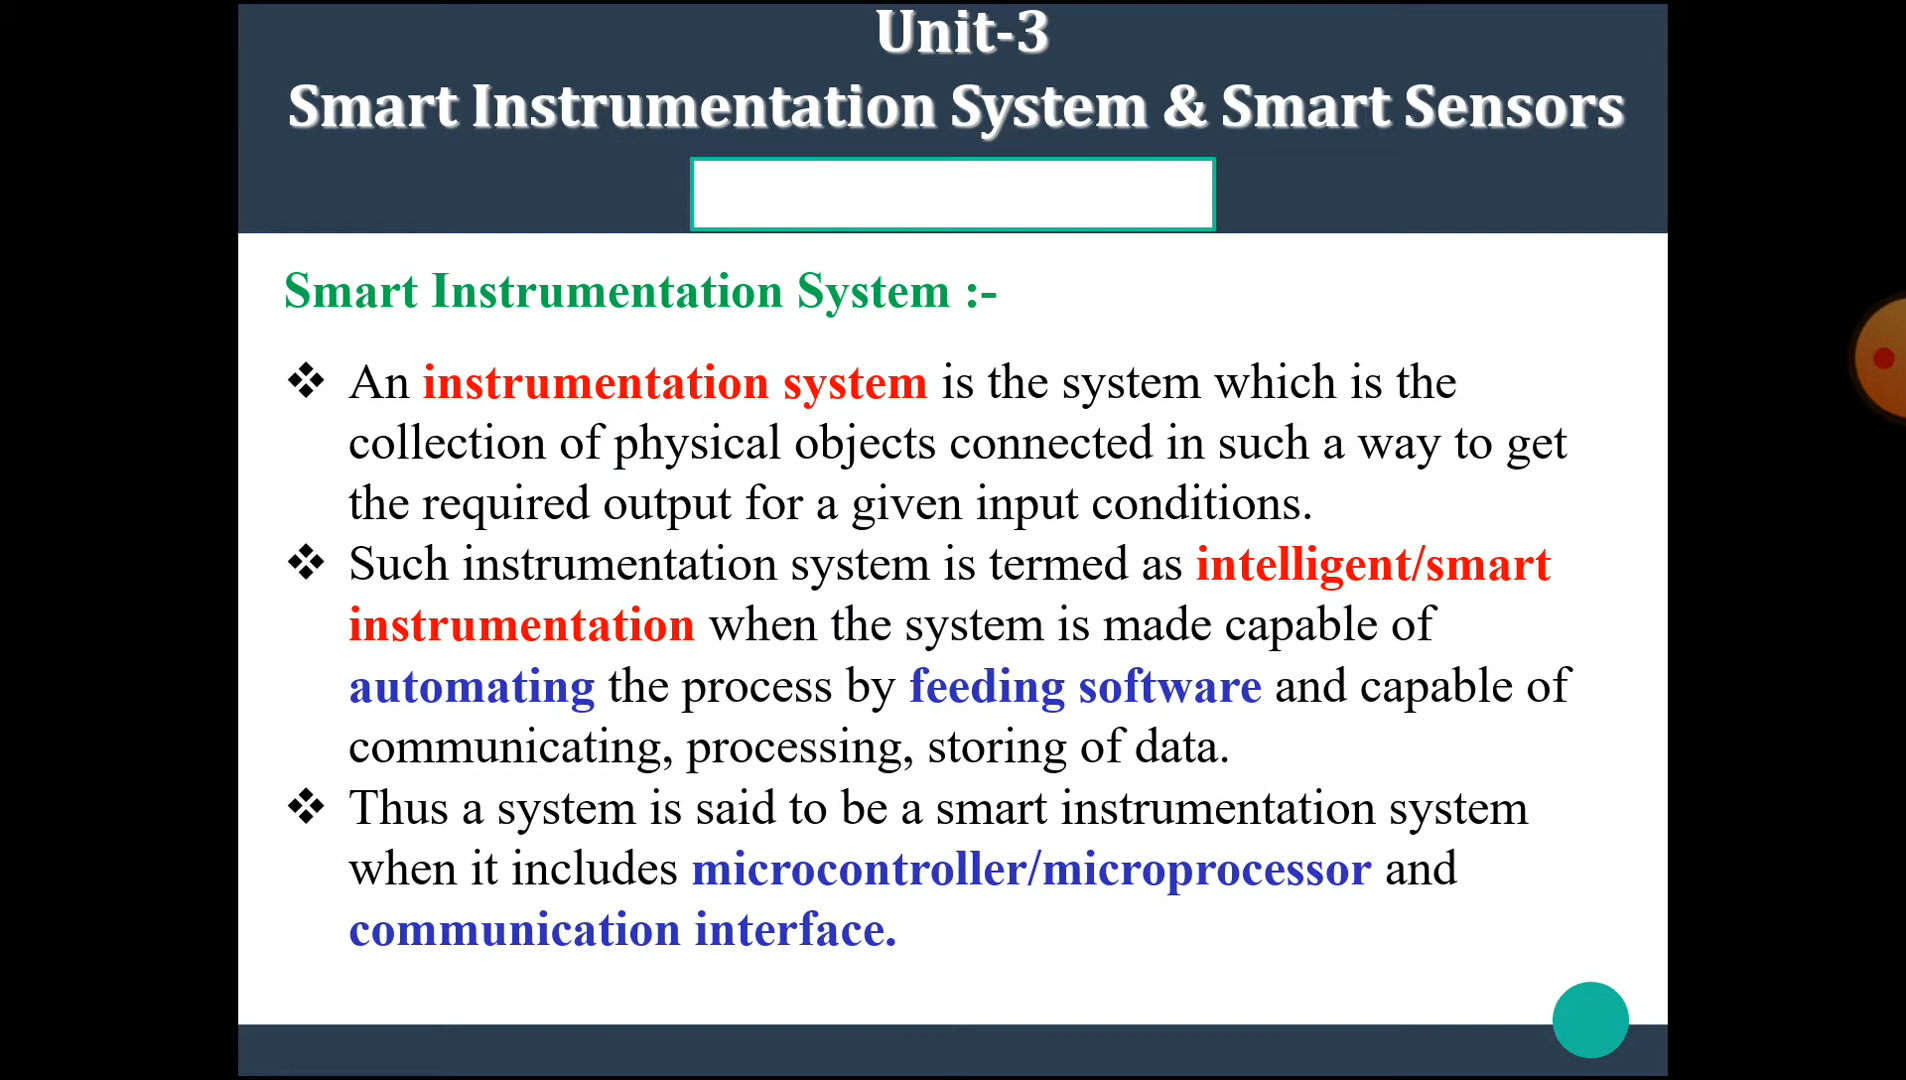 Unit-3
Smart Instrumentation System & Smart Sensors
Smart Instrumentation System :-
❖ An instrumentation system is the system which is the
collection of physical objects connected in such a way to get
the required output for a given input conditions.
❖ Such instrumentation system is termed as intelligent/smart
instrumentation when the system is made capable of
automating the process by feeding software and capable of
communicating, processing, storing of data.
❖ Thus a system is said to be a smart instrumentation system
when it includes microcontroller/microprocessor and
communication interface.